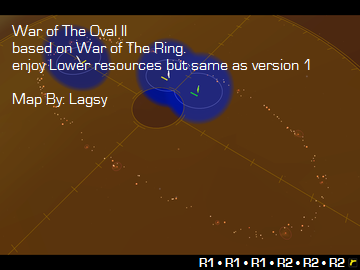 War of The Oval II
based on War of The Ring.
enjoy Lower resources but same as version 1
Map By: Lagsy
R1 • R1 • R1 • R2 • R2 • R2 r